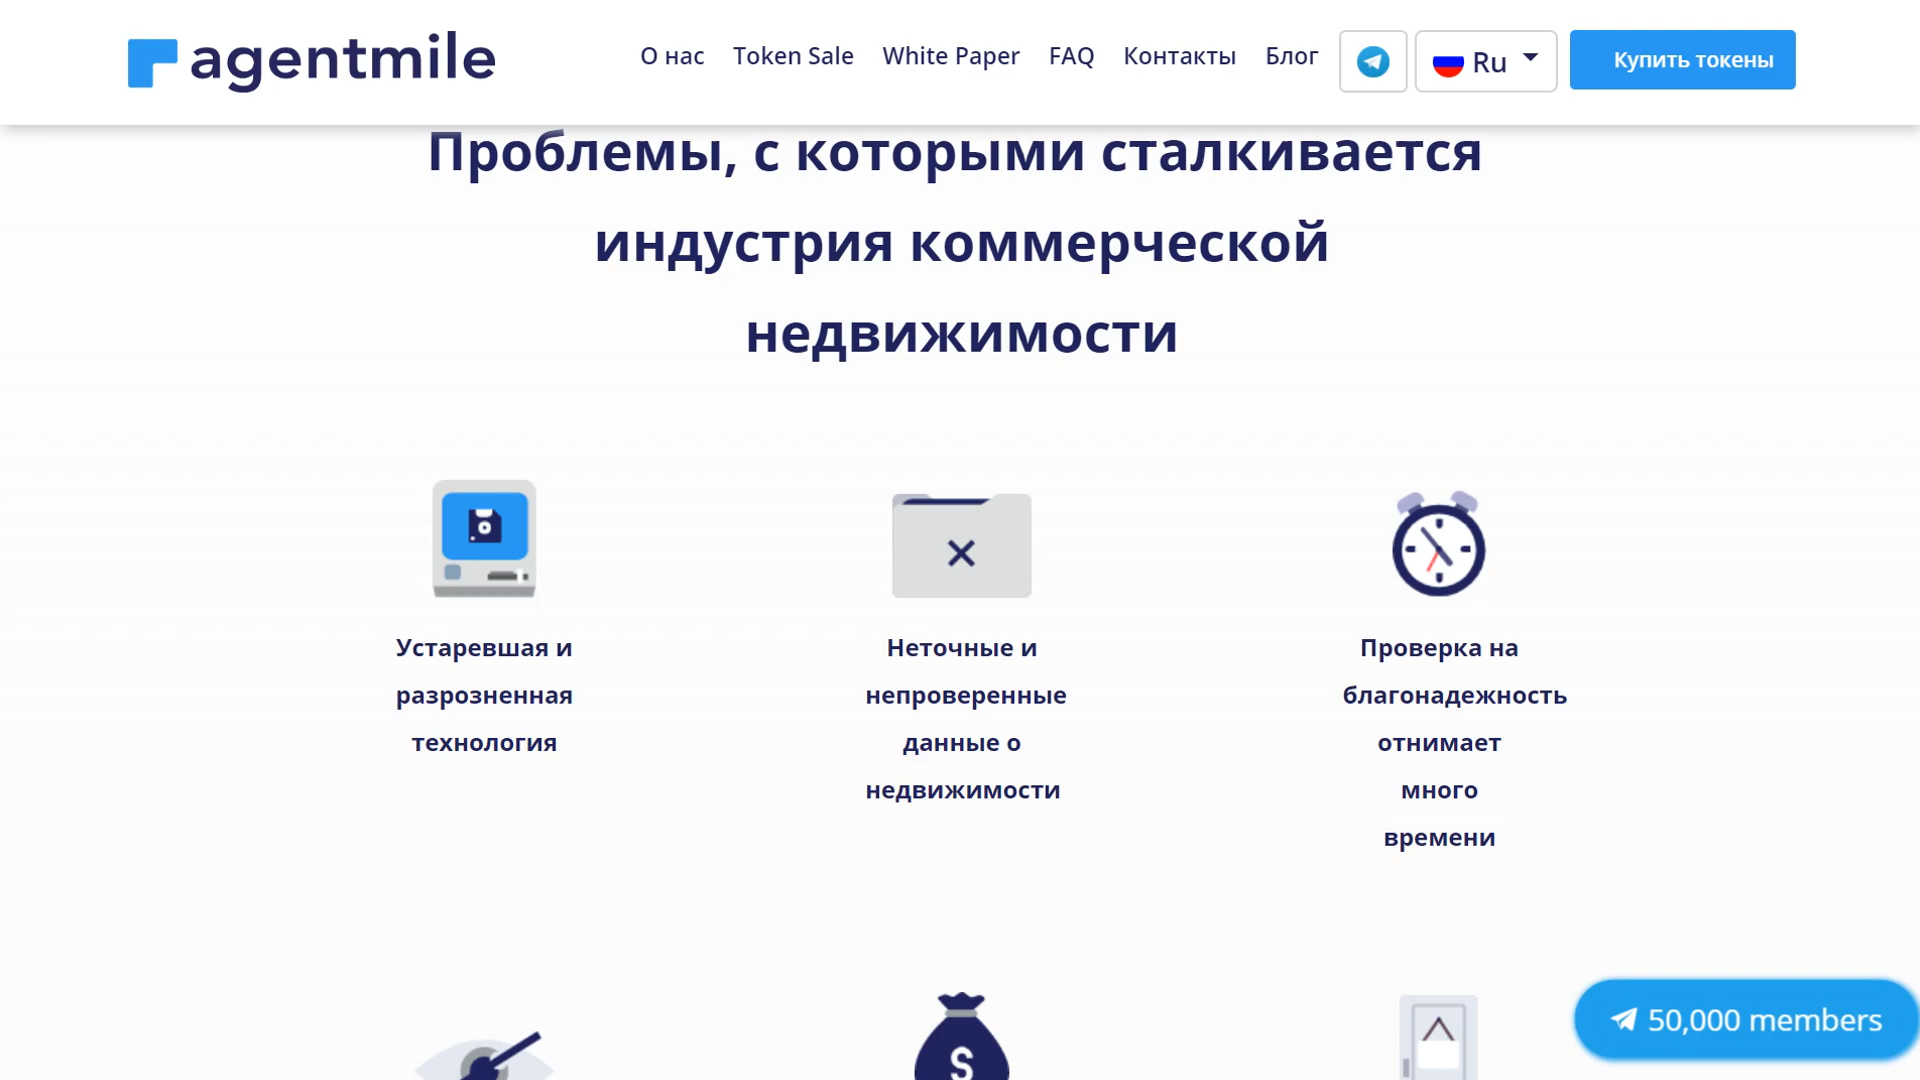 agentmile
О нас Token Sale White Paper FAQ Контакты Блог Ru Купить токены
Проблемы, с которыми сталкивается
индустрия коммерческой
недвижимости
Устаревшая и
разрозненная
технология
Неточные и
непроверенные
данные о
недвижимости
Проверка на
благонадежность
отнимает
много
времени
$
50,000 members